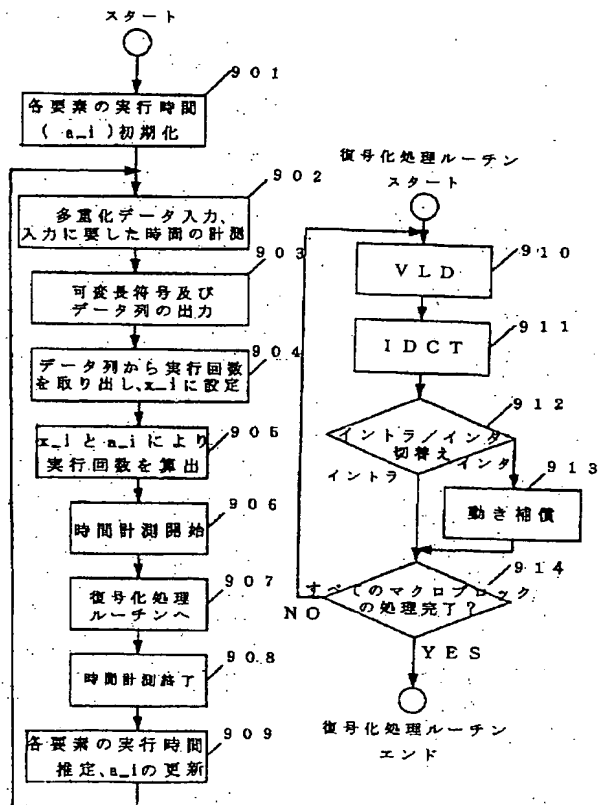 スタート
901
各要素の実行時間
( a_i )初期化
902
多重化データ入力、
入力に要した時間の計測
903
可変長符号及び
データ列の出力
904
データ列から実行回数
を取り出し、x_iに設定
905
x_iとa_iにより
実行回数を算出
906
時間計測開始
907
復号化処理
ルーチンへ
908
時間計測終了
909
各要素の実行時間
推定、a_iの更新
復号化処理ルーチン
スタート
910
VLD
911
IDCT
912
イントラ/インタ
切替え
イントラ
インタ
913
動き補償
914
すべてのマクロブロック
の処理完了?
NO
YES
復号化処理ルーチン
エンド